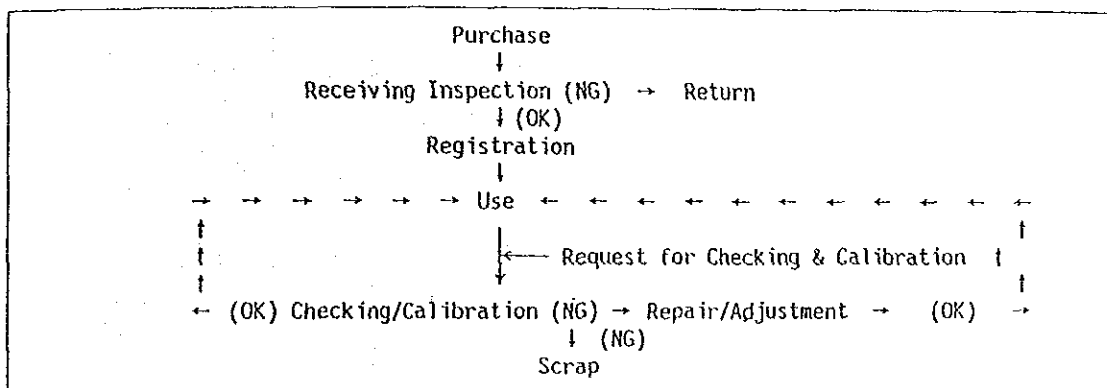 Purchase
↓
Receiving Inspection (NG) → Return
↓ (OK)
Registration
↓
→ → → → → → Use ← ← ← ← ← ← ← ← ← ←
↑ ↑
↑ ← Request for Checking & Calibration ↑
↑ ↑
← (OK) Checking/Calibration (NG) → Repair/Adjustment → (OK) →
↓ (NG)
Scrap